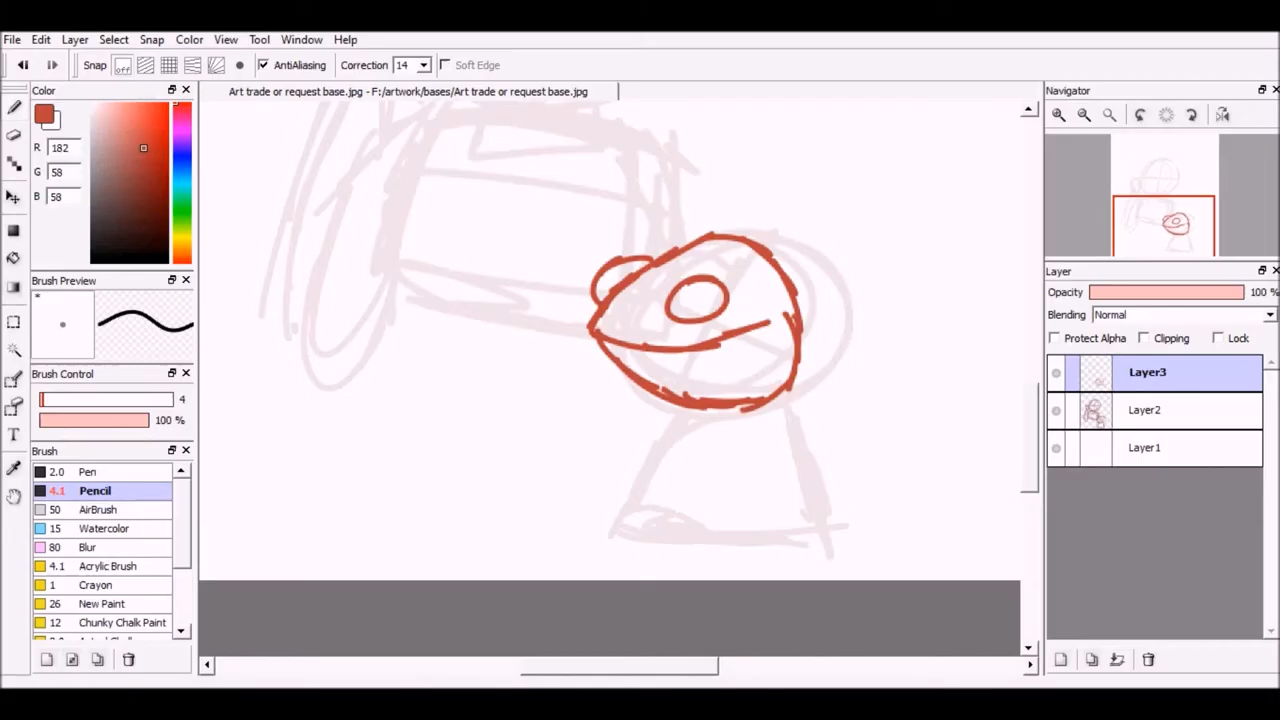 File Edit Layer Select Snap Color View Tool Window Help
Snap off AntiAliasing Correction 14 Soft Edge
Color
R 182
G 58
B 58
Brush Preview
*
Brush Control
4
100 %
Brush
2.0 Pen
4.1 Pencil
50 AirBrush
15 Watercolor
80 Blur
4.1 Acrylic Brush
1 Crayon
26 New Paint
12 Chunky Chalk Paint
Art trade or request base.jpg - F:/artwork/bases/Art trade or request base.jpg
Navigator
Layer
Opacity 100 %
Blending Normal
Protect Alpha Clipping Lock
Layer3
Layer2
Layer1